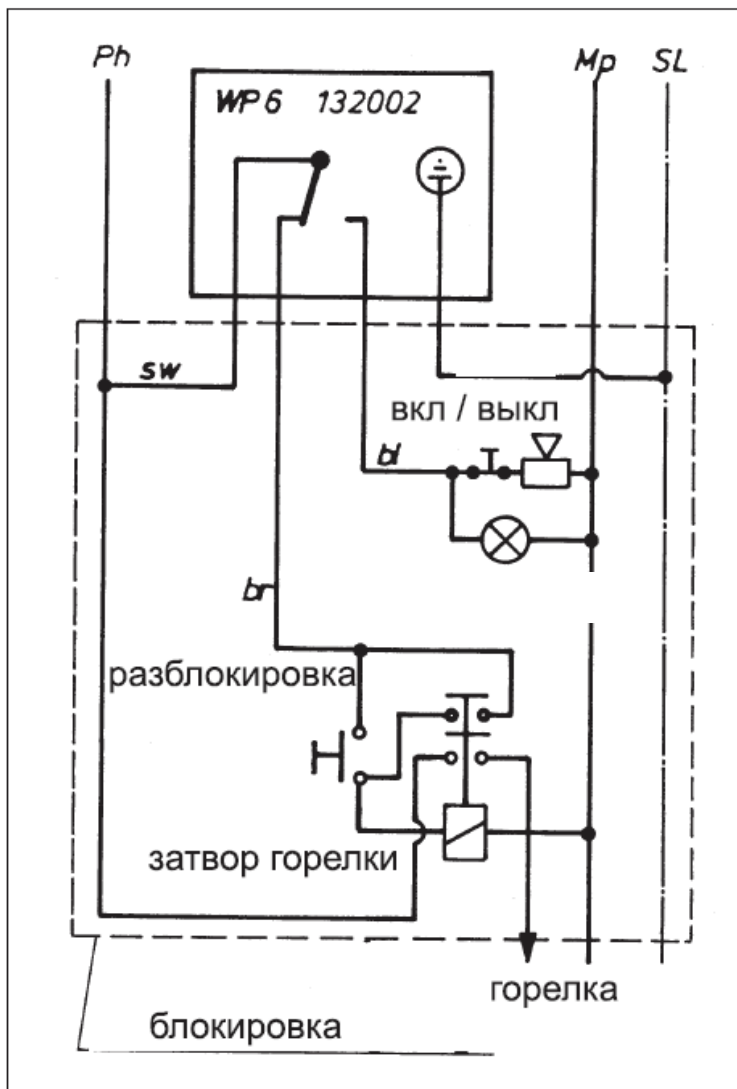 Ph
Mp SL
WP6 132002
sw
вкл / выкл
bl
br
разблокировка
затвор горелки
горелка
блокировка